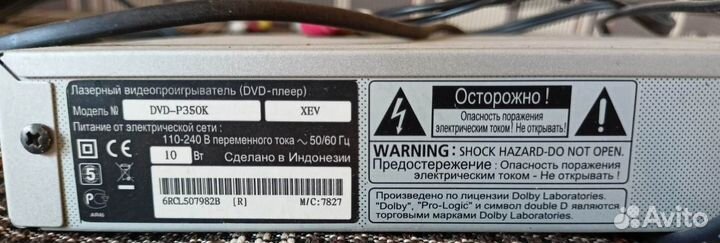 Лазерный видеопроигрыватель (DVD-плеер)
Модель № DVD-P350K XEV
Питание от электрической сети :
110-240 В переменного тока ~ 50/60 Гц
CE 10 Вт Сделано в Индонезии
5
6RCL507982B [R] M/C:7827
Осторожно !
Опасность поражения
электрическим током ! Не открывать!
WARNING: SHOCK HAZARD-DO NOT OPEN.
Предостережение : Опасность поражения
электрическим током - Не открывать !
Произведено по лицензии Dolby Laboratories.
"Dolby", "Pro-Logic" и символ double D являются
торговыми марками Dolby Laboratories.
Avito